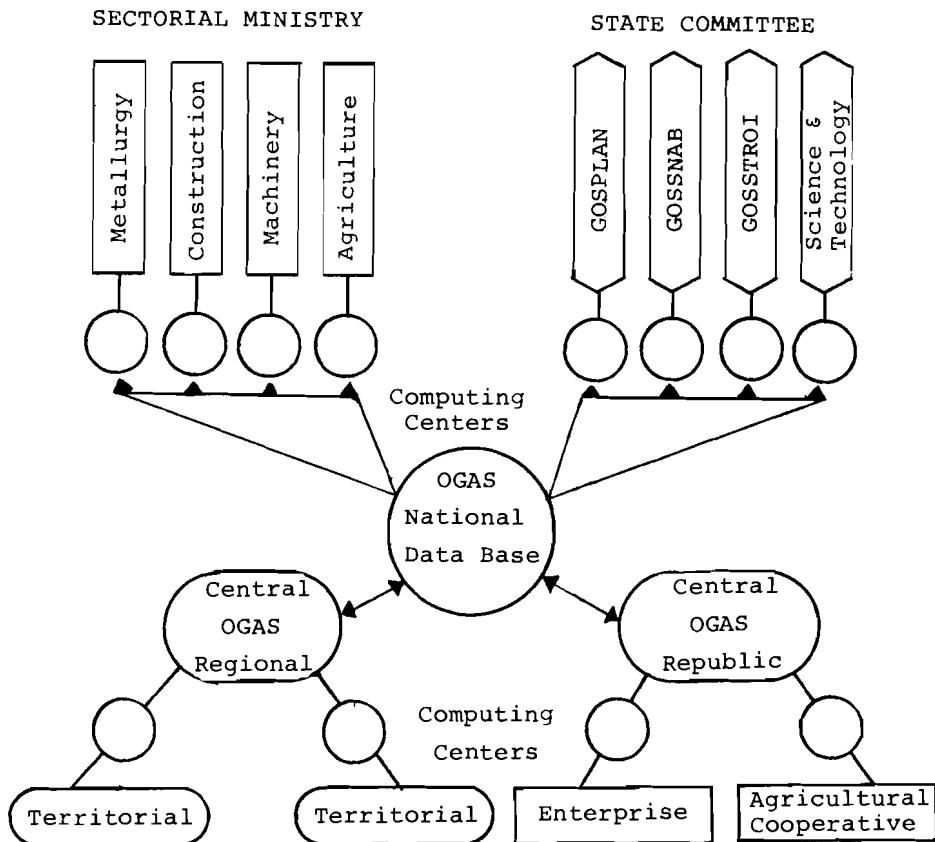 SECTORIAL MINISTRY
STATE COMMITTEE
Metallurgy
Construction
Machinery
Agriculture
GOSPLAN
GOSSNAB
GOSSTROI
Science &
Technology
Computing
Centers
OGAS
National
Data Base
Central
OGAS
Regional
Central
OGAS
Republic
Computing
Centers
Territorial
Territorial
Enterprise
Agricultural
Cooperative